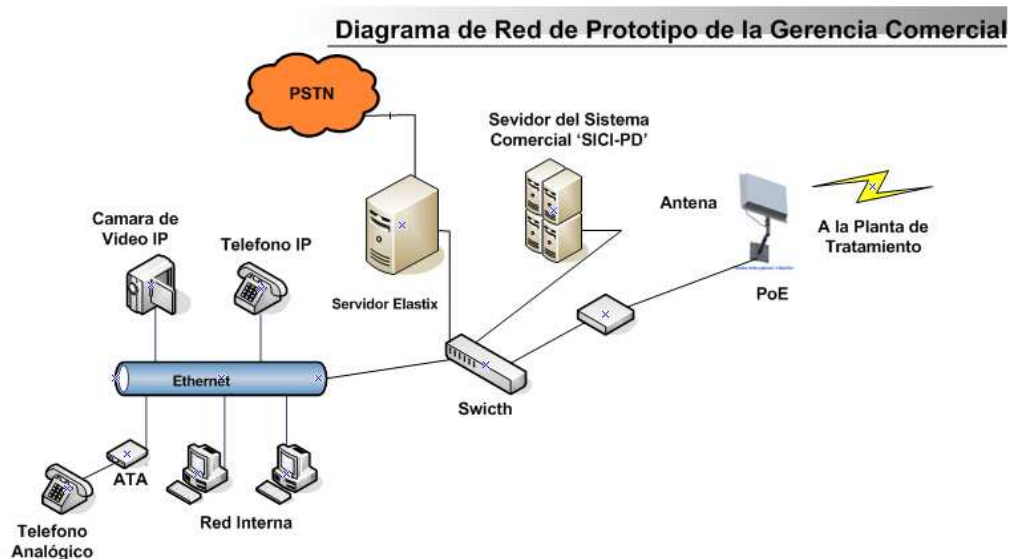 Diagrama de Red de Prototipo de la Gerencia Comercial
PSTN
Sevidor del Sistema
Comercial 'SICI-PD'
Antena
A la Planta de
Tratamiento
Camara de
Video IP
Telefono IP
Servidor Elastix
PoE
Ethernet
Swicth
ATA
Red Interna
Telefono
Analógico